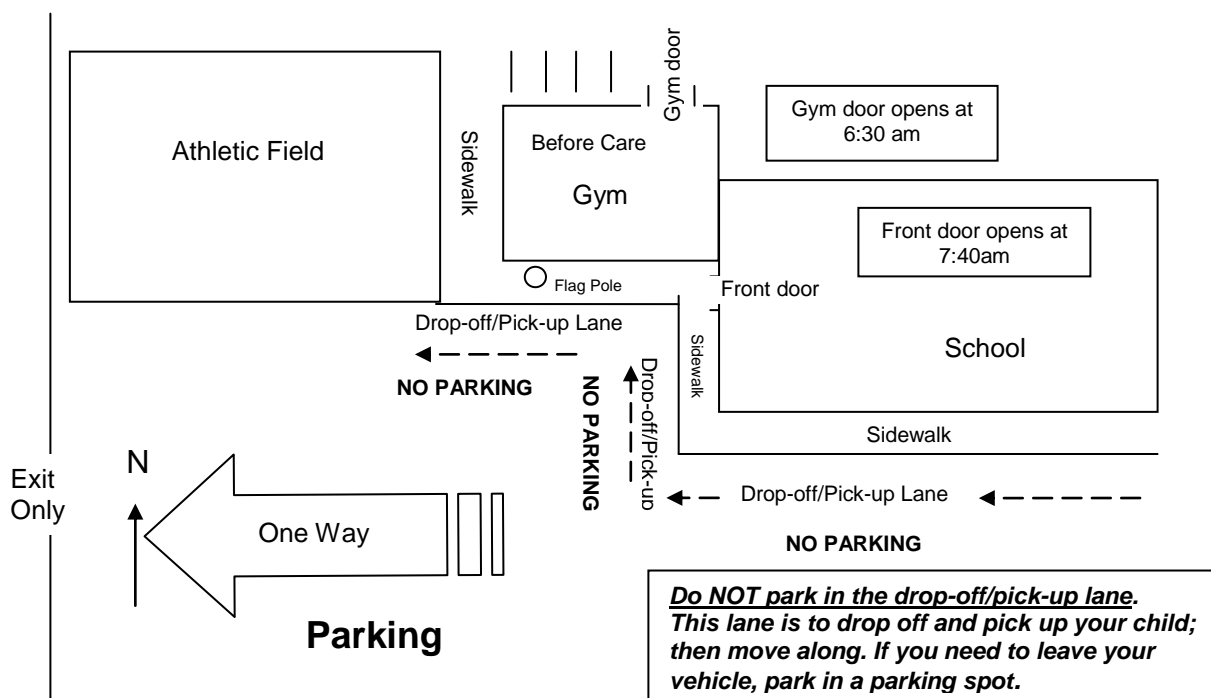 Athletic Field
Sidewalk
Gym door
Before Care
Gym
Gym door opens at
6:30 am
Front door opens at
7:40am
Flag Pole
Front door
Drop-off/Pick-up Lane
NO PARKING
NO PARKING
Drop-off/Pick-up
Sidewalk
School
Sidewalk
Drop-off/Pick-up Lane
NO PARKING
Exit
Only
N
One Way
Parking
Do NOT park in the drop-off/pick-up lane.
This lane is to drop off and pick up your child;
then move along. If you need to leave your
vehicle, park in a parking spot.